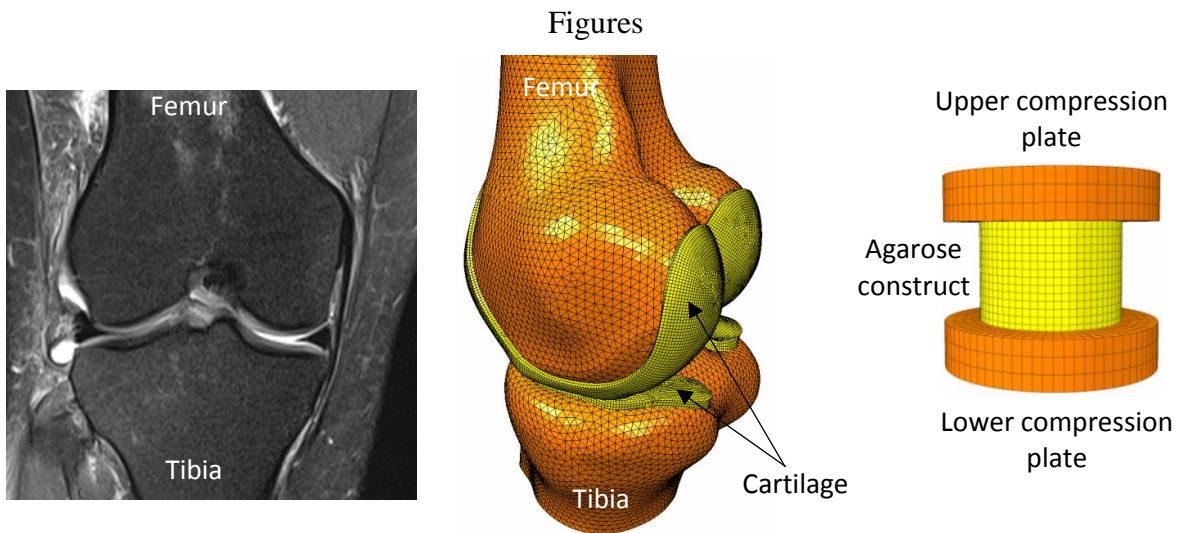 Figures
Femur
Tibia
Femur
Tibia
Cartilage
Upper compression
plate
Agarose
construct
Lower compression
plate